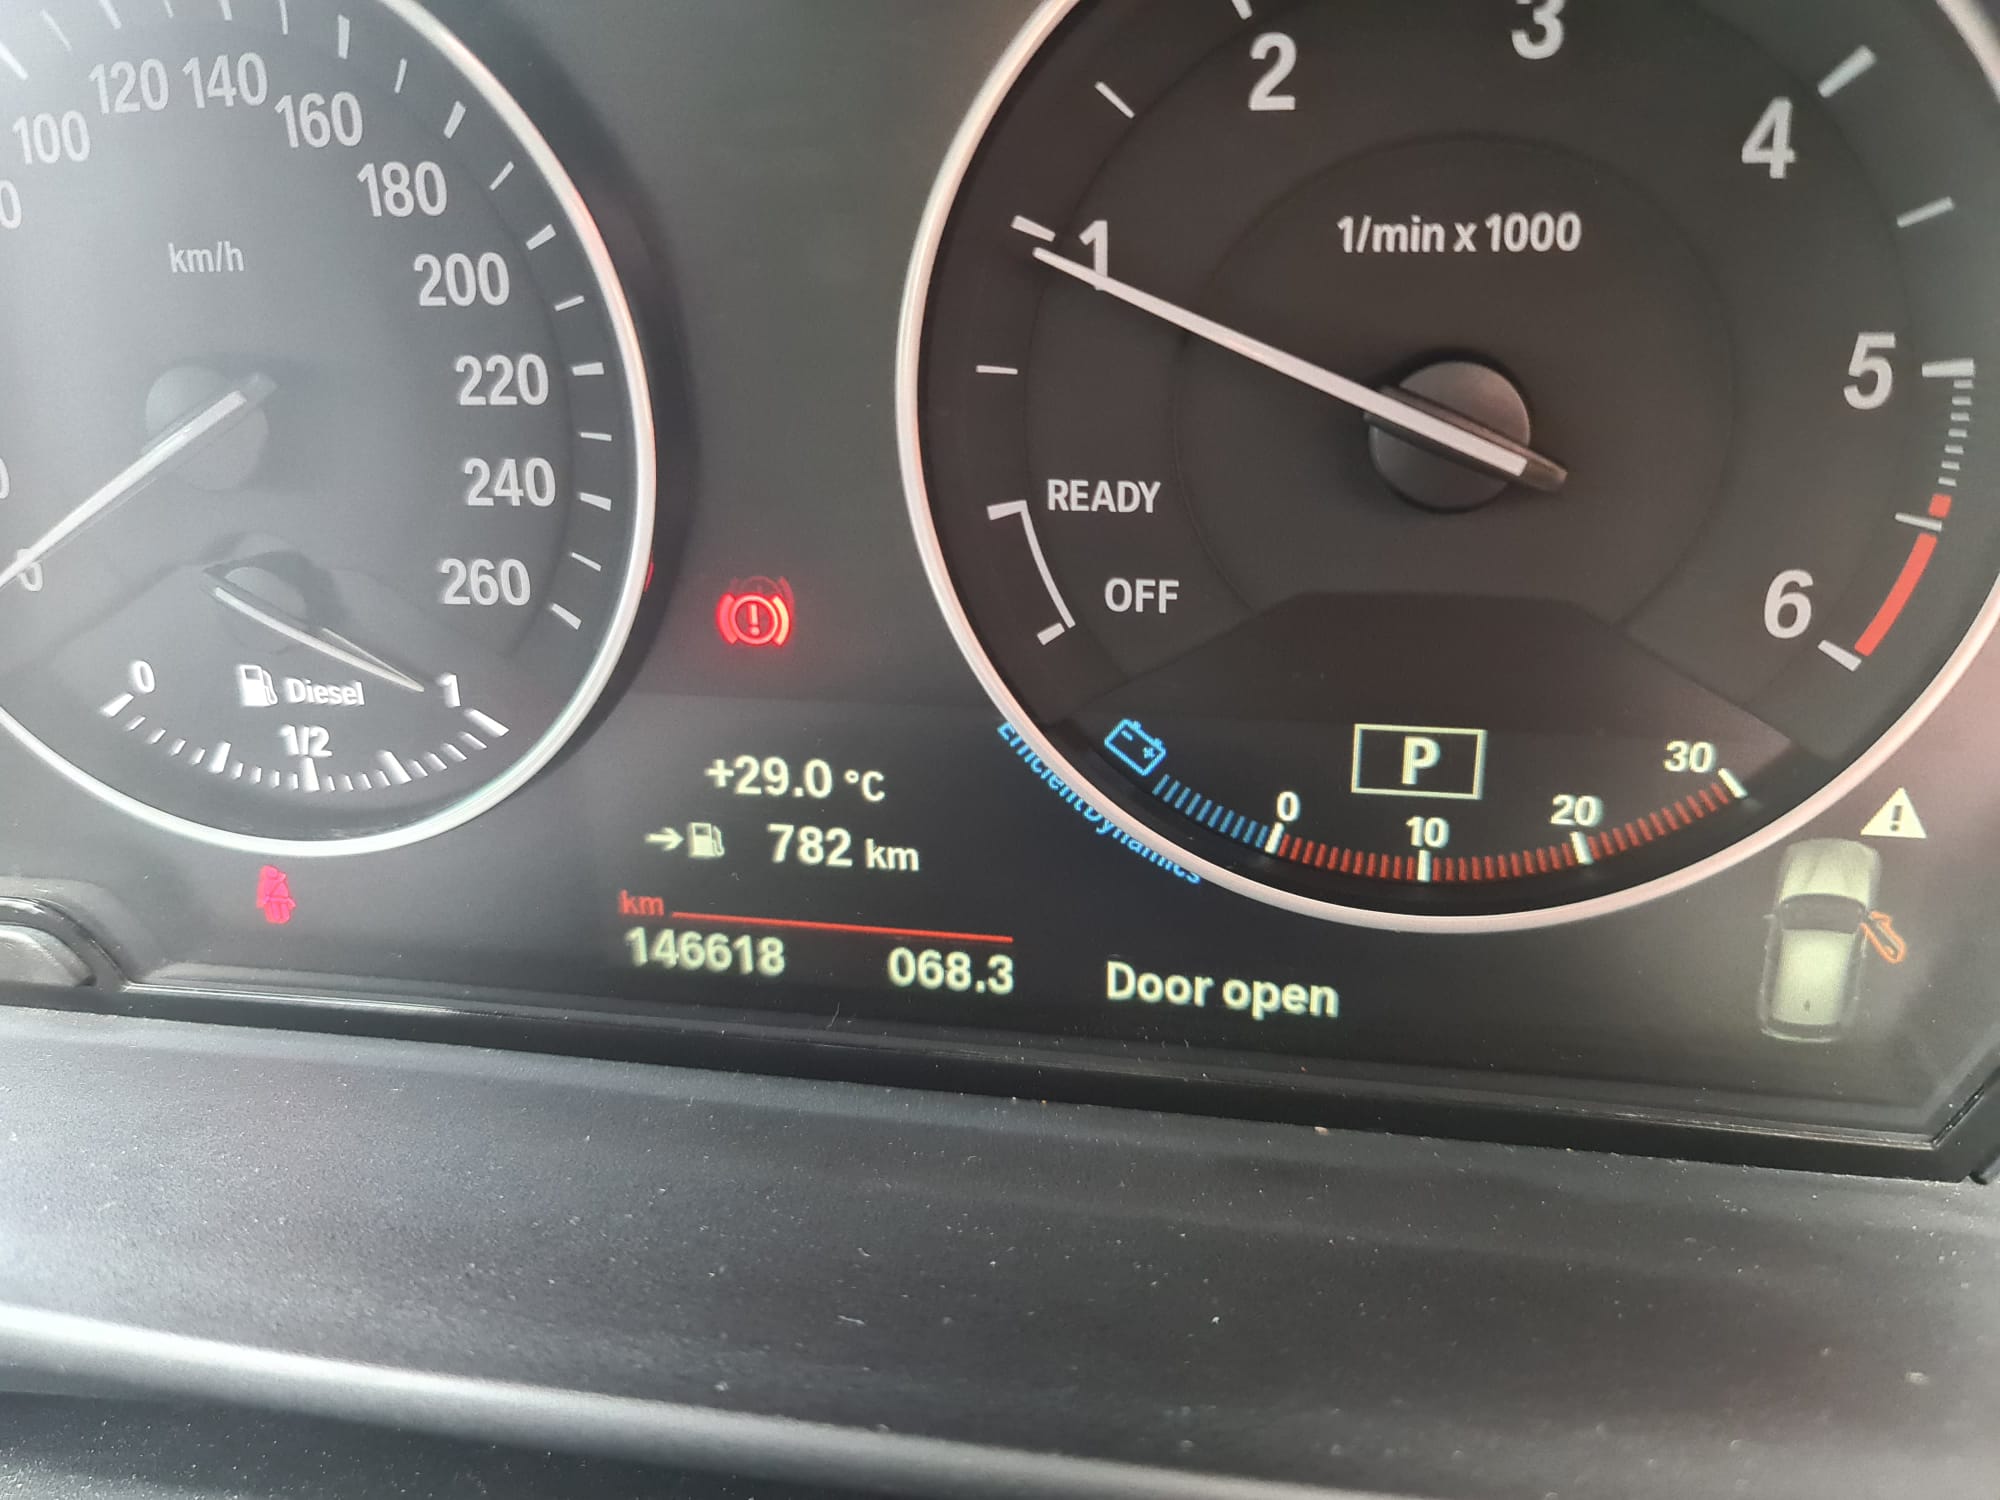 100
120
140
160
180
200
220
240
260
km/h
0
0
1/2
1
Diesel
1
2
3
4
5
6
1/min x 1000
READY
OFF
+29.0 °C
782 km
km
146618 068.3
EfficientDynamics
0
10
20
30
P
Door open